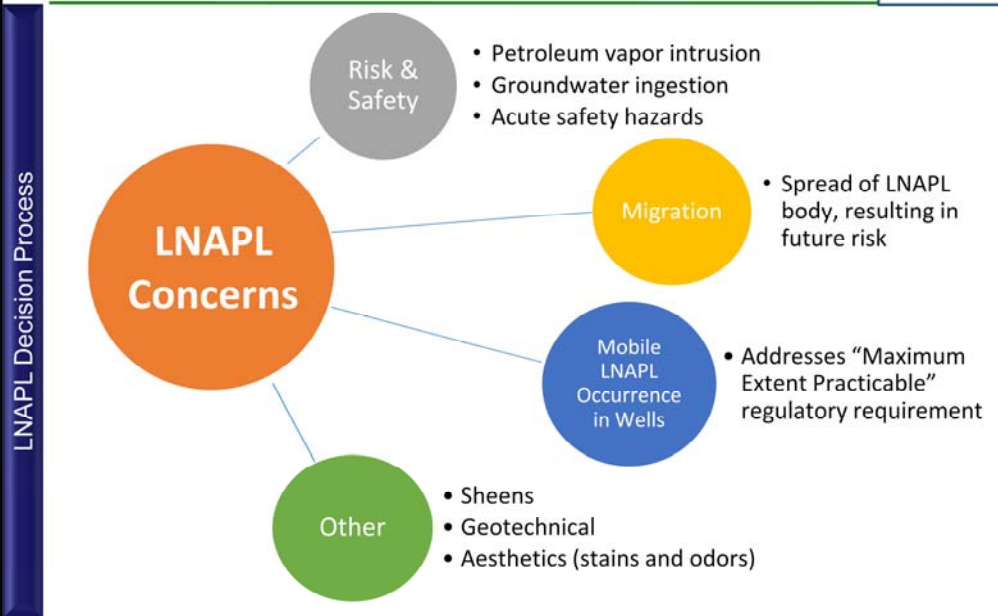 LNAPL Decision Process
LNAPL
Concerns
Risk &
Safety
• Petroleum vapor intrusion
• Groundwater ingestion
• Acute safety hazards
Migration
• Spread of LNAPL
body, resulting in
future risk
Mobile
LNAPL
Occurrence
in Wells
• Addresses “Maximum
Extent Practicable”
regulatory requirement
Other
• Sheens
• Geotechnical
• Aesthetics (stains and odors)